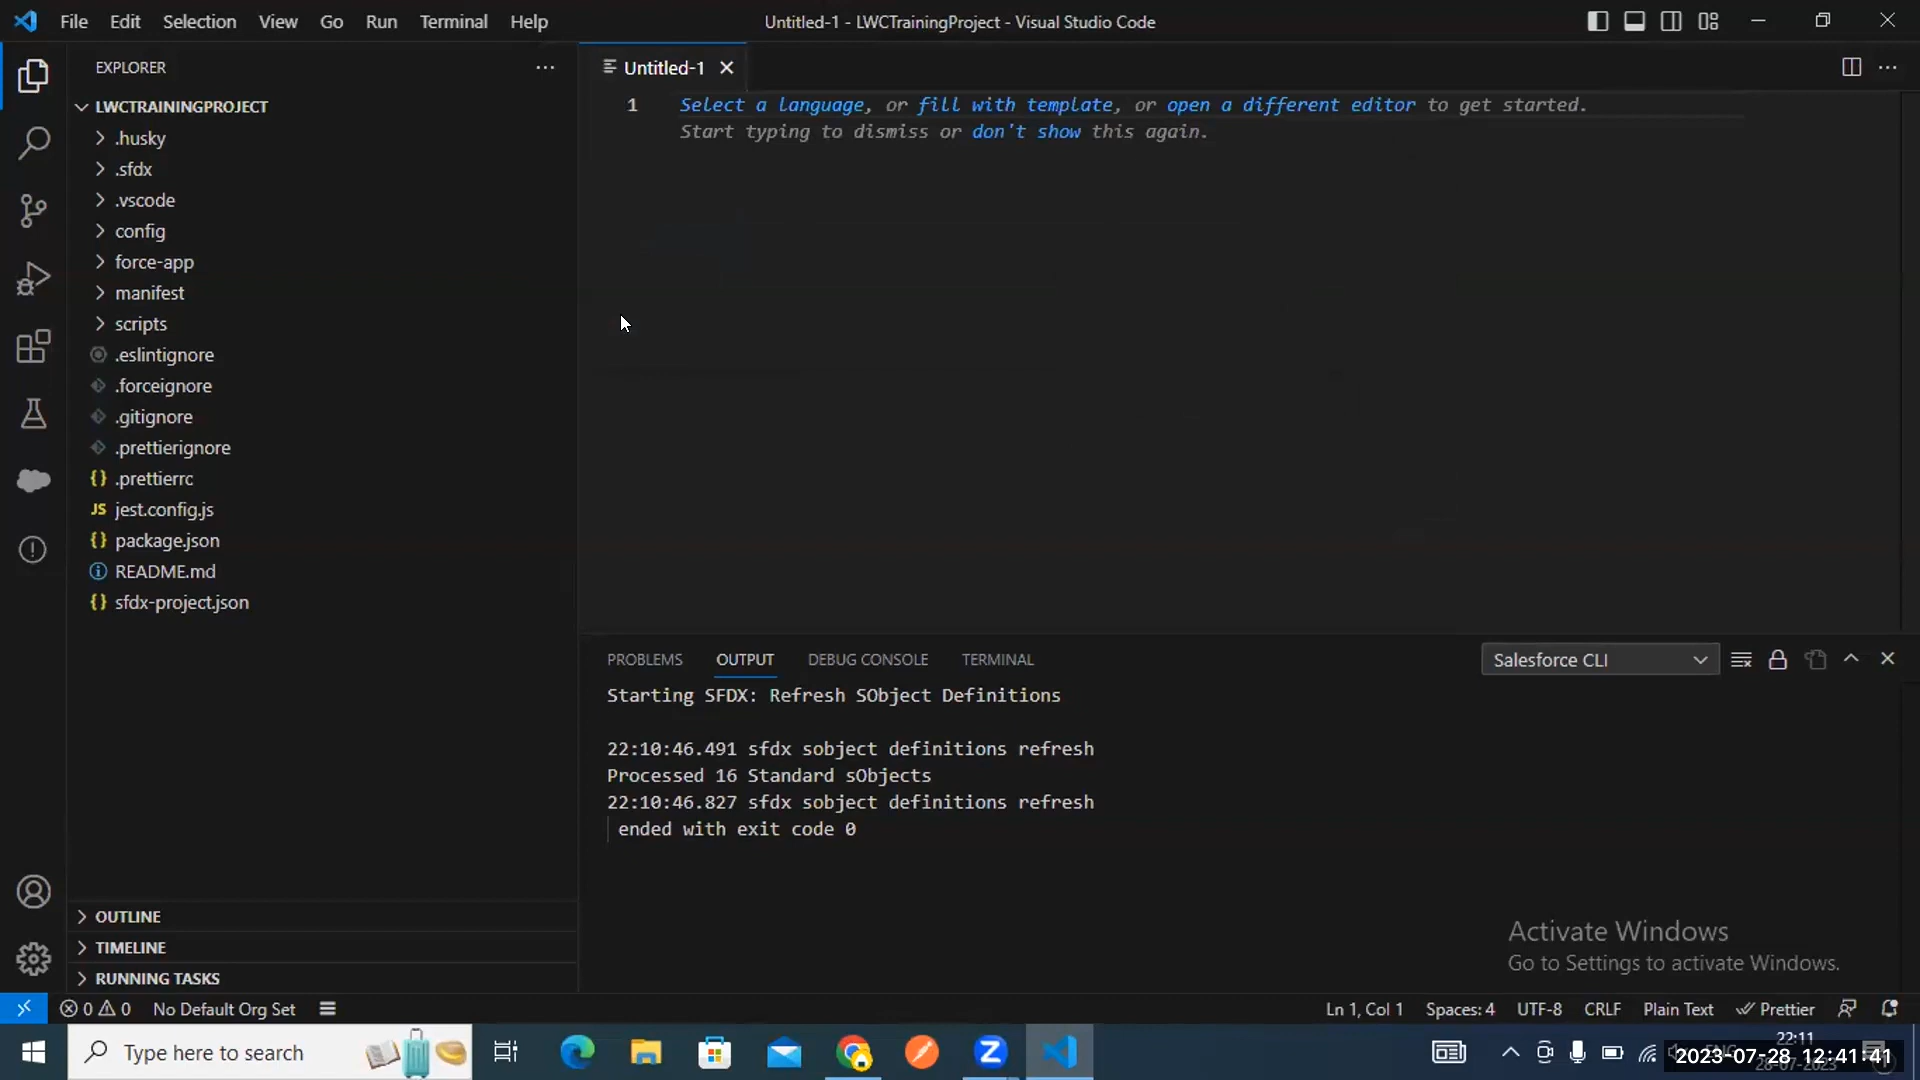 File Edit Selection View Go Run Terminal Help
Untitled-1 - LWCTrainingProject - Visual Studio Code
EXPLORER
LWCTRAININGPROJECT
.husky
.sfdx
.vscode
config
force-app
manifest
scripts
.eslintignore
.forceignore
.gitignore
.prettierignore
.prettierrc
JS jest.config.js
package.json
README.md
sfdx-project.json
OUTLINE
TIMELINE
RUNNING TASKS
Untitled-1
1 Select a language, or fill with template, or open a different editor to get started.
Start typing to dismiss or don't show this again.
PROBLEMS OUTPUT DEBUG CONSOLE TERMINAL
Salesforce CLI
Starting SFDX: Refresh SObject Definitions
22:10:46.491 sfdx sobject definitions refresh
Processed 16 Standard sObjects
22:10:46.827 sfdx sobject definitions refresh
ended with exit code 0
Activate Windows
Go to Settings to activate Windows.
0 0 No Default Org Set
Ln 1, Col 1 Spaces: 4 UTF-8 CRLF Plain Text Prettier
Type here to search
22:11
2023-07-28 12:41:41